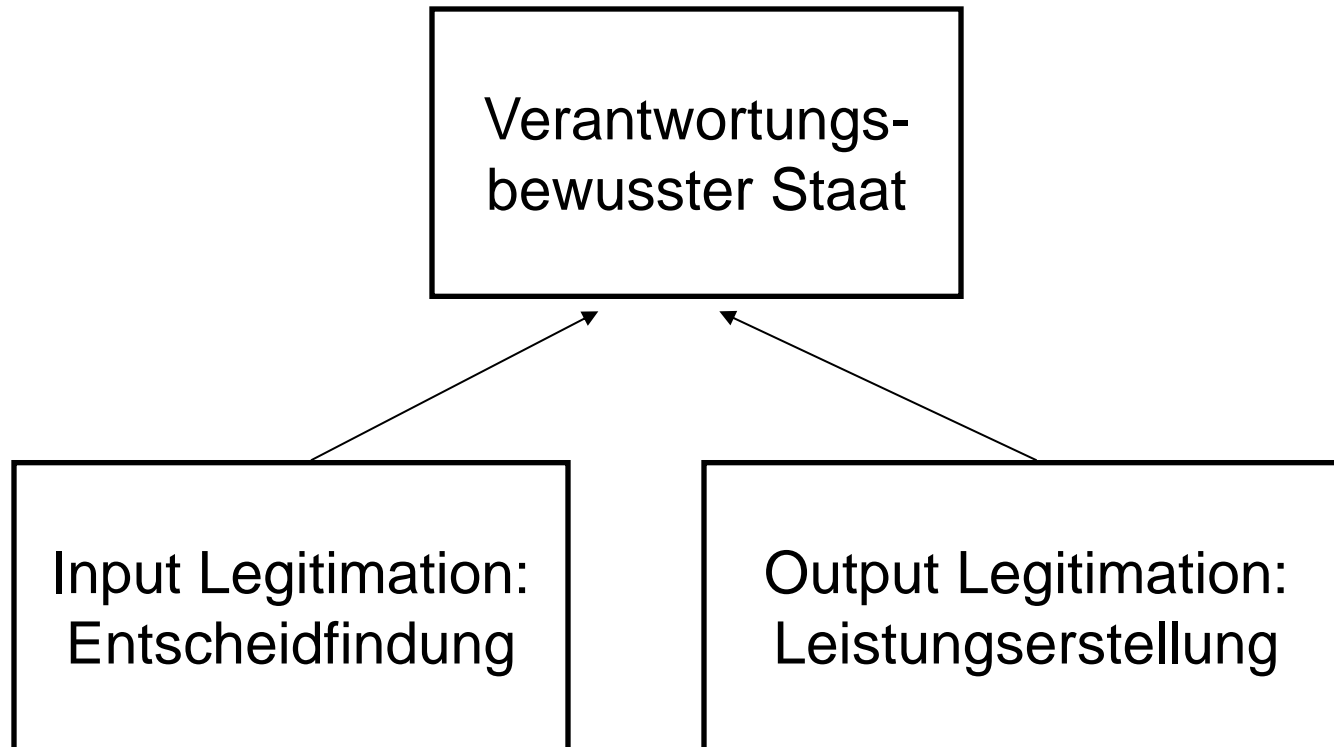 Verantwortungs-
bewusster Staat
Input Legitimation:
Entscheidfindung
Output Legitimation:
Leistungserstellung